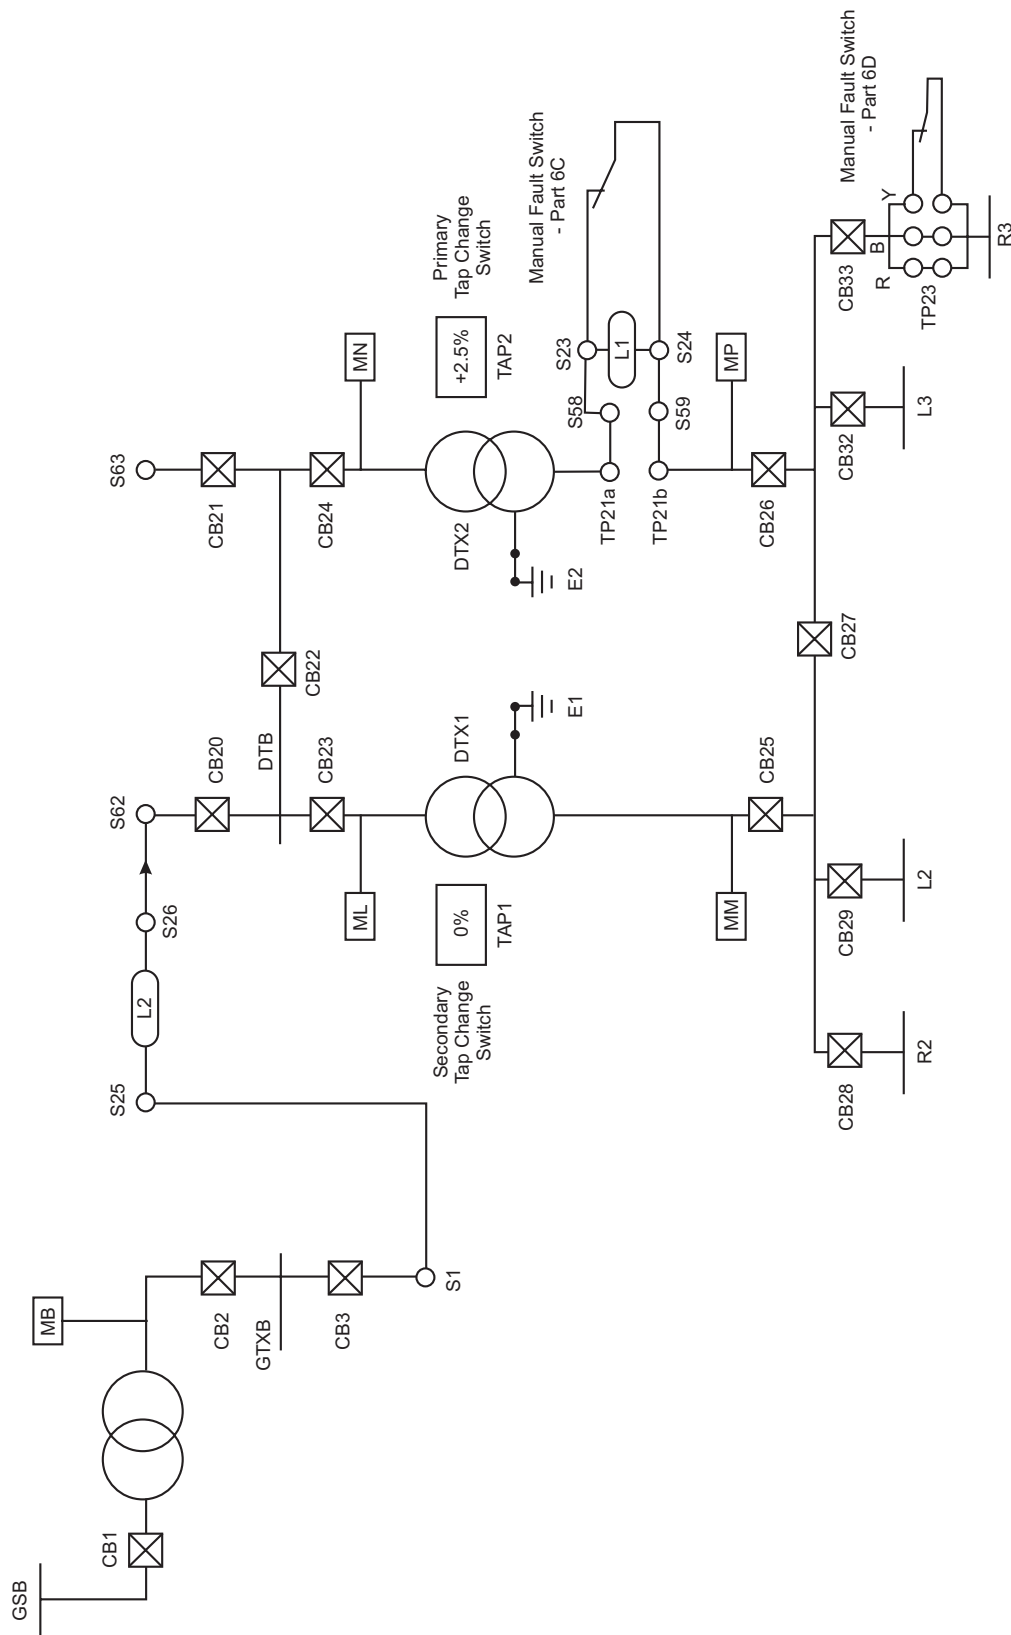 GSB
CB1
MB
CB2
GTXB
CB3
S1
S25
L2
S26
S62
S63
CB20
CB21
DTB
CB22
CB23
CB24
ML
MN
Secondary
Tap Change
Switch
0%
TAP1
DTX1
E1
DTX2
E2
+2.5%
TAP2
Primary
Tap Change
Switch
TP21a
S58
S23
L1
TP21b
S59
S24
Manual Fault Switch
- Part 6C
MM
MP
CB25
CB26
CB27
CB28
CB29
CB32
CB33
R2
L2
L3
R
B
Y
TP23
R3
Manual Fault Switch
- Part 6D